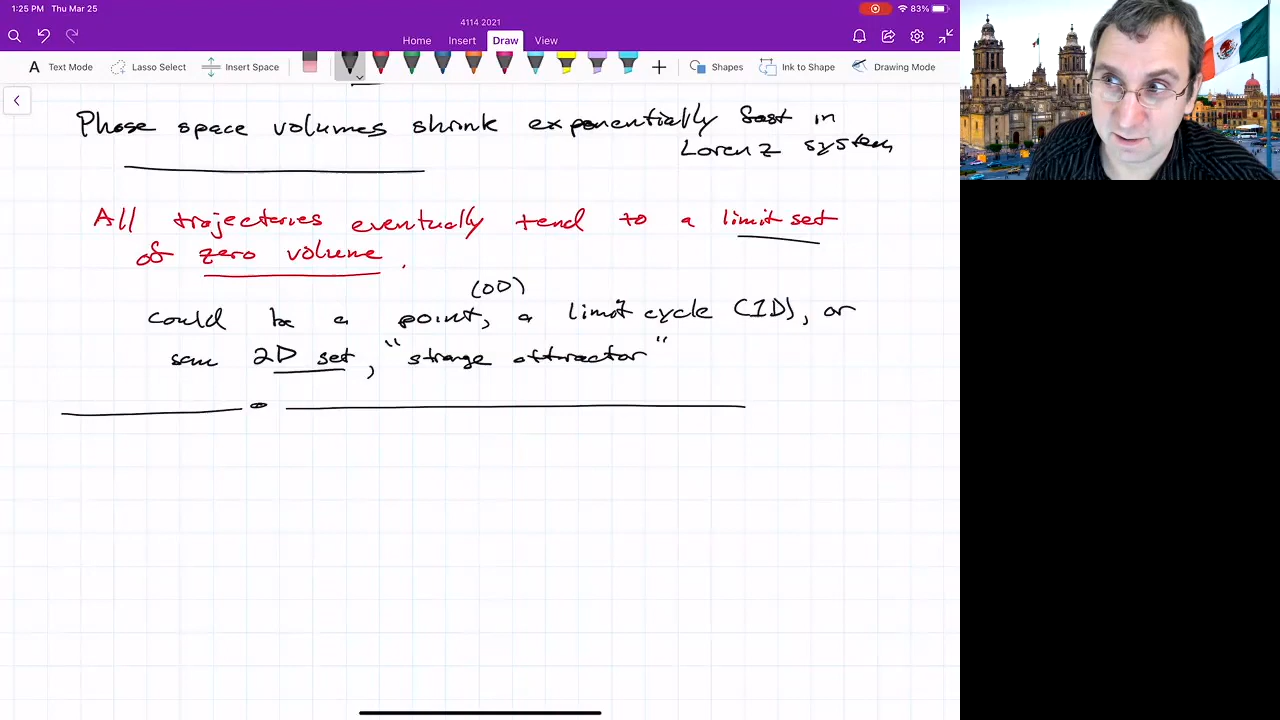 1:25 PM Thu Mar 25
83%
4114 2021
Home Insert Draw View
Text Mode Lasso Select Insert Space Shapes Ink to Shape Drawing Mode
Phase space volumes shrink exponentially fast in
Lorenz system
All trajectories eventually tend to a limit set
of zero volume.
(0D)
could be a point, a limit cycle (1D), or
some 2D set, "strange attractor"